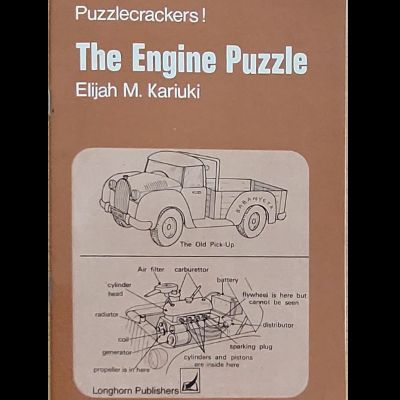 Puzzlecrackers!
The Engine Puzzle
Elijah M. Kariuki
BABANYETA
The Old Pick-Up
Air filter
carburettor
battery
cylinder
head
flywheel is here but
cannot be seen
radiator
distributor
coil
sparking plug
generator
cylinders and pistons
are inside here
propeller is here
Longhorn Publishers